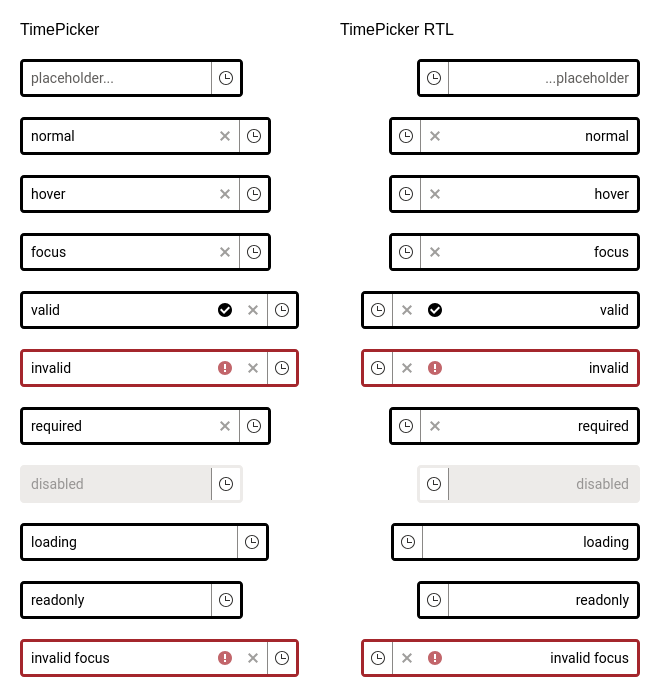 TimePicker
placeholder...
normal
hover
focus
valid
invalid
required
disabled
loading
readonly
invalid focus
TimePicker RTL
...placeholder
normal
hover
focus
valid
invalid
required
disabled
loading
readonly
invalid focus